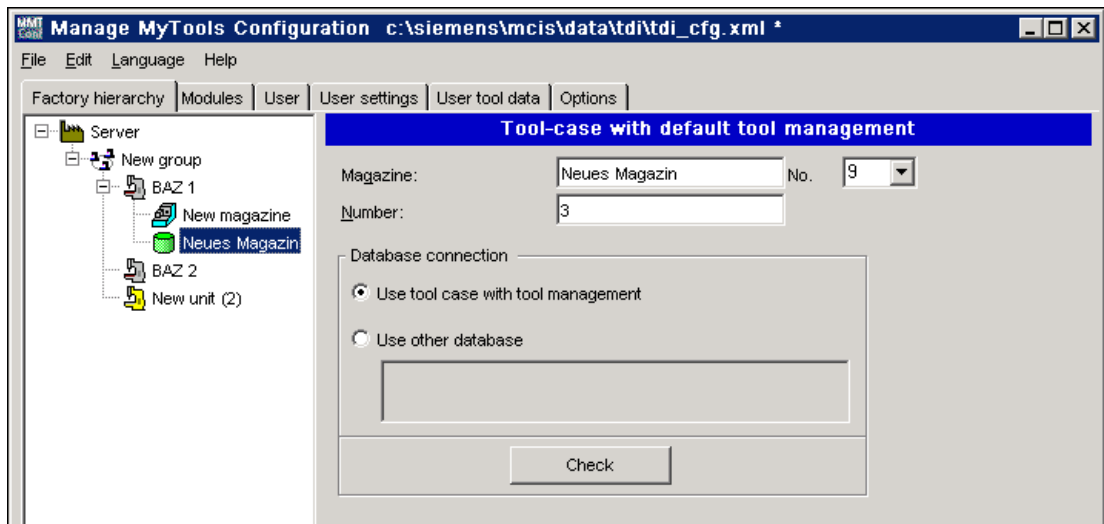 MMT Conf Manage MyTools Configuration c:\siemens\mcis\data\tdi\tdi_cfg.xml *
File Edit Language Help
Factory hierarchy Modules User User settings User tool data Options
Server
New group
BAZ 1
New magazine
Neues Magazin
BAZ 2
New unit (2)
Tool-case with default tool management
Magazine: Neues Magazin No. 9
Number: 3
Database connection
Use tool case with tool management
Use other database
Check